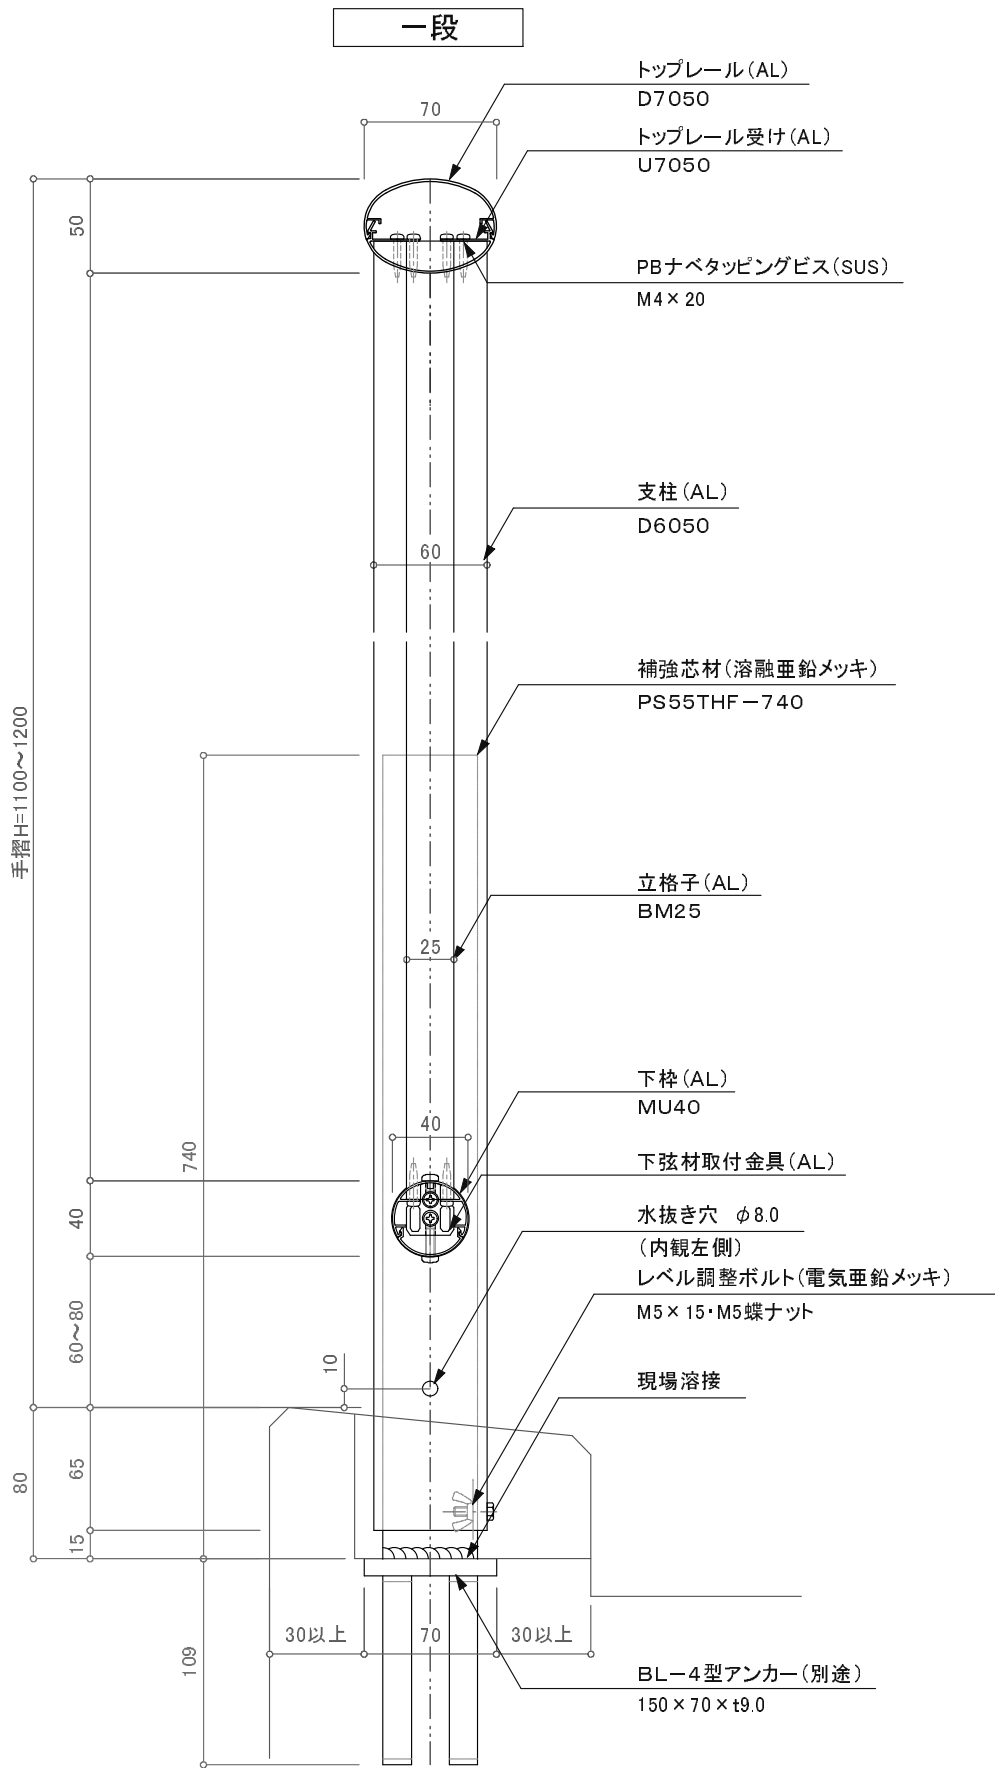 一段
トップレール(AL)
D7050
70
トップレール受け(AL)
U7050
50
PBナベタッピングビス(SUS)
M4×20
支柱(AL)
D6050
60
補強芯材(溶融亜鉛メッキ)
PS55THF-740
手摺H=1100~1200
立格子(AL)
BM25
25
下枠(AL)
MU40
40
740
下弦材取付金具(AL)
40
水抜き穴 φ8.0
(内観左側)
レベル調整ボルト(電気亜鉛メッキ)
M5×15・M5蝶ナット
60~80
10
現場溶接
80
65
15
30以上
70
30以上
109
BL-4型アンカー(別途)
150×70×t9.0